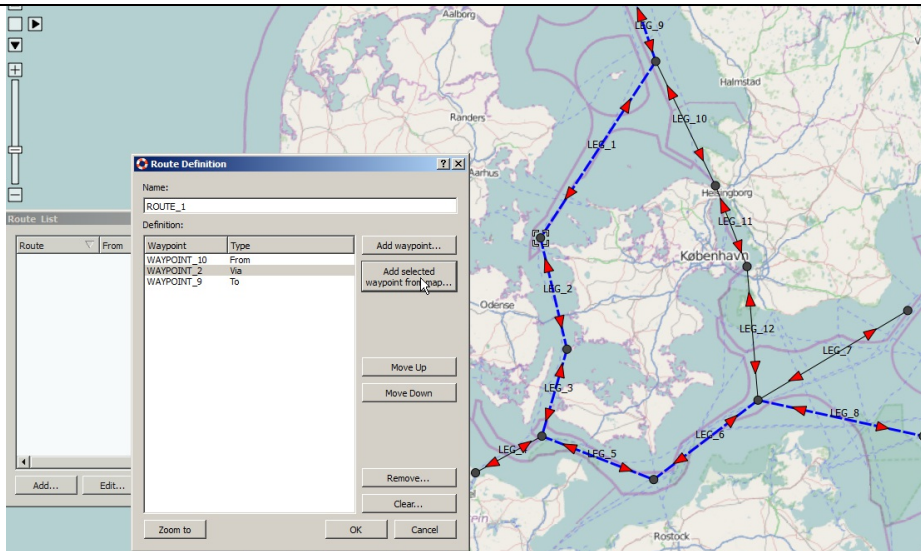 Aalborg
LEG_9
Halmstad
Randers
LEG_1
LEG_10
Route Definition
Aarhus
Helsingborg
Name:
ROUTE_1
Route List
LEG_11
Definition:
Route From
Waypoint Type
Add waypoint...
København
WAYPOINT_10 From
WAYPOINT_2 Via
WAYPOINT_9 To
Add selected
waypoint from map...
LEG_2
Odense
LEG_12
LEG_7
Move Up
Move Down
LEG_3
LEG_8
LEG_6
LEG_5
Add... Edit...
Remove...
Clear...
Zoom to OK Cancel
Rostock